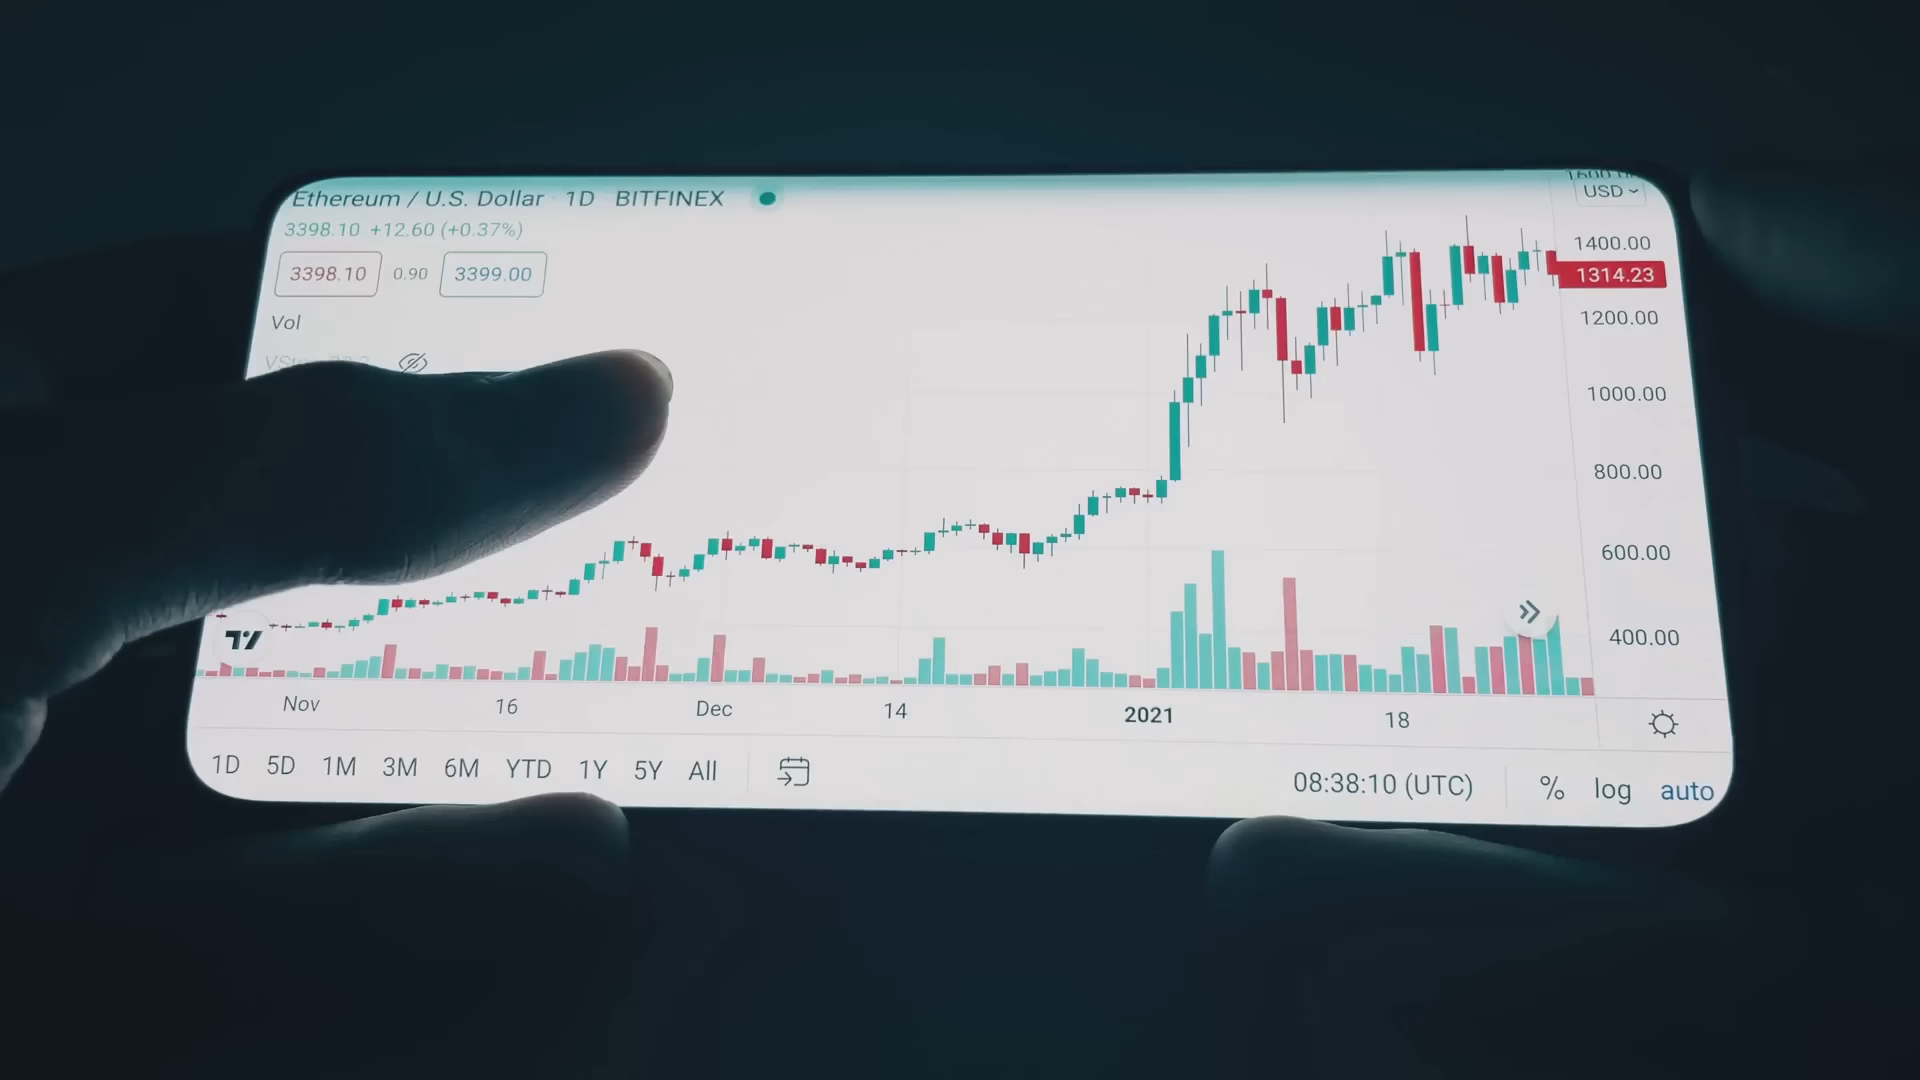 Ethereum / U.S. Dollar · 1D · BITFINEX
3398.10 +12.60 (+0.37%)
3398.10 0.90 3399.00
Vol
USD
1400.00
1314.23
1200.00
1000.00
800.00
600.00
400.00
Nov 16 Dec 14 2021 18
1D 5D 1M 3M 6M YTD 1Y 5Y All
08:38:10 (UTC) % log auto